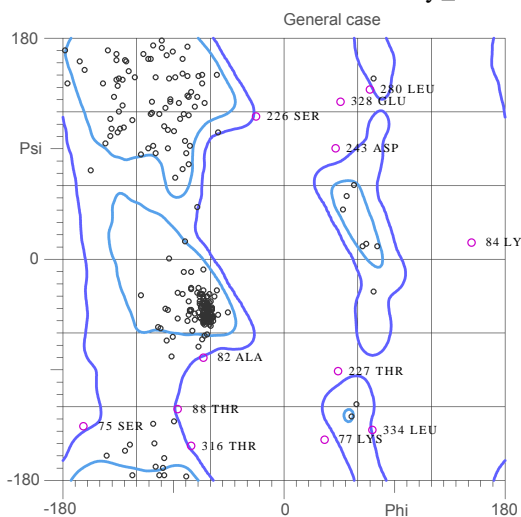 General case
180
280 LEU
328 GLU
226 SER
Psi
243 ASP
84 LY
0
82 ALA
227 THR
88 THR
75 SER
334 LEU
77 LYS
316 THR
-180
-180
0
Phi
180